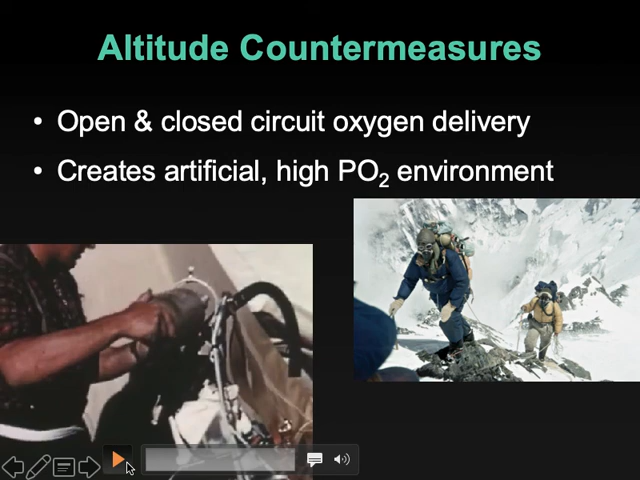 Altitude Countermeasures
• Open & closed circuit oxygen delivery
• Creates artificial, high PO₂ environment